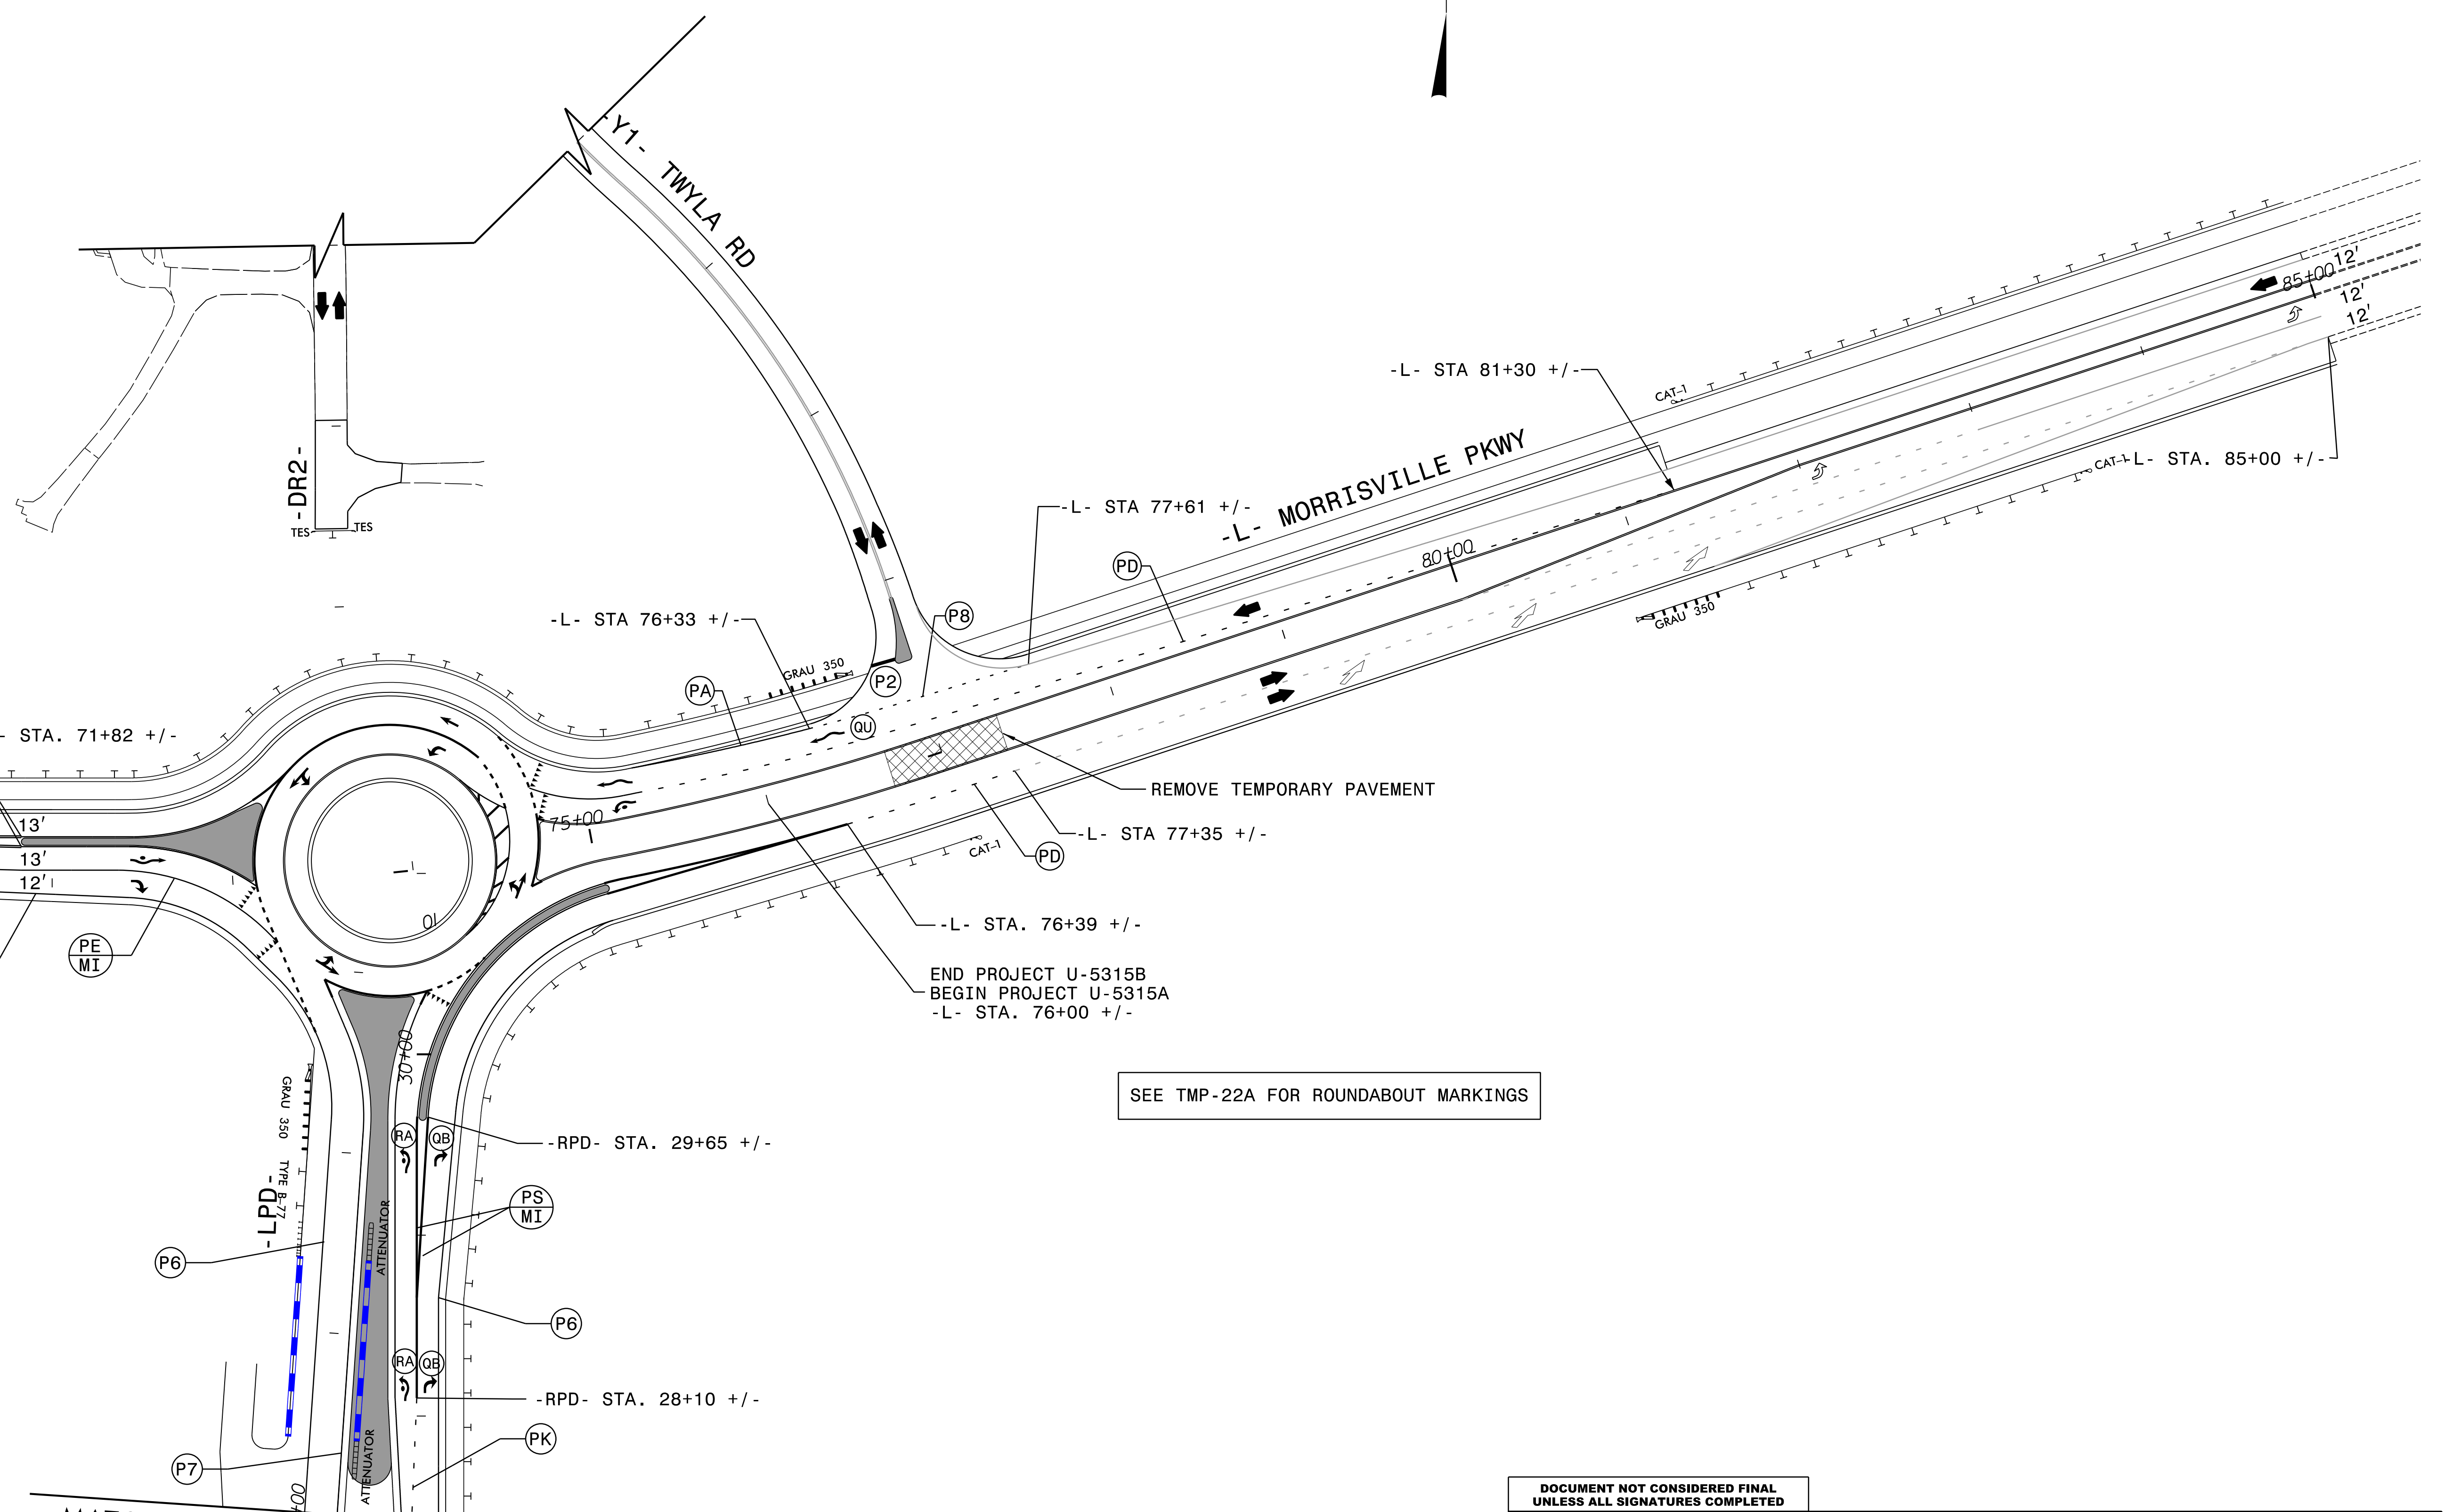 -Y1- TWYLA RD
-DR2-
TES
TES
85+00
12'
12'
12'
-L- STA 81+30 +/-
CAT-1
-L- MORRISVILLE PKWY
CAT-1
-L- STA. 85+00 +/-
-L- STA 77+61 +/-
PD
80+00
GRAU 350
-L- STA 76+33 +/-
P8
GRAU 350
P2
PA
QU
- STA. 71+82 +/-
REMOVE TEMPORARY PAVEMENT
13'
75+00
-L- STA 77+35 +/-
13'
CAT-1
PD
12'
-L- STA. 76+39 +/-
PE
MI
END PROJECT U-5315B
BEGIN PROJECT U-5315A
-L- STA. 76+00 +/-
30+00
SEE TMP-22A FOR ROUNDABOUT MARKINGS
GRAU 350 TYPE B-77
RA
QB
-RPD- STA. 29+65 +/-
-LPD-
PS
MI
ATTENUATOR
P6
P6
RA
QB
-RPD- STA. 28+10 +/-
PK
P7
ATTENUATOR
DOCUMENT NOT CONSIDERED FINAL
UNLESS ALL SIGNATURES COMPLETED